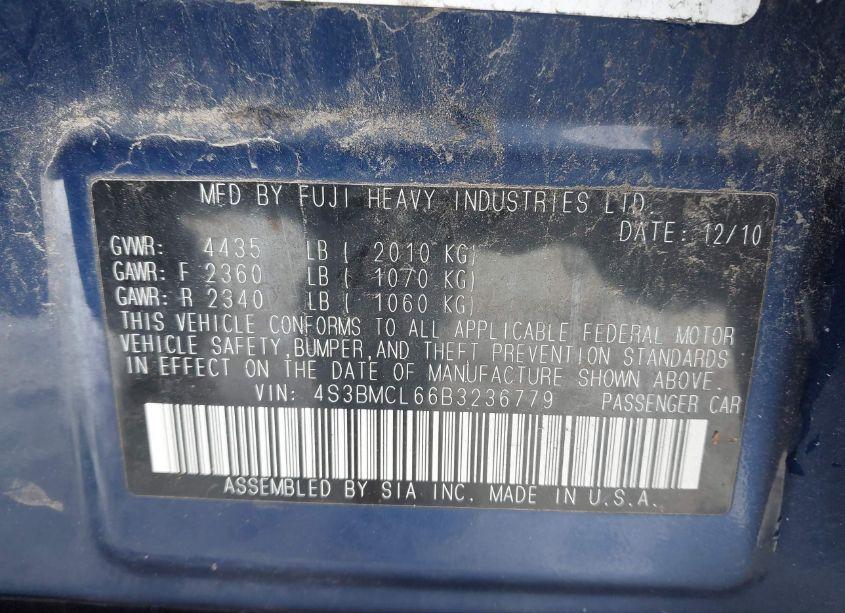 MFD BY FUJI HEAVY INDUSTRIES LTD.
DATE: 12/10
GVWR: 4435 LB ( 2010 KG)
GAWR: F 2360 LB ( 1070 KG)
GAWR: R 2340 LB ( 1060 KG)
THIS VEHICLE CONFORMS TO ALL APPLICABLE FEDERAL MOTOR
VEHICLE SAFETY,BUMPER,AND THEFT PREVENTION STANDARDS
IN EFFECT ON THE DATE OF MANUFACTURE SHOWN ABOVE.
VIN: 4S3BMCL66B3236779 PASSENGER CAR
ASSEMBLED BY SIA INC. MADE IN U.S.A.